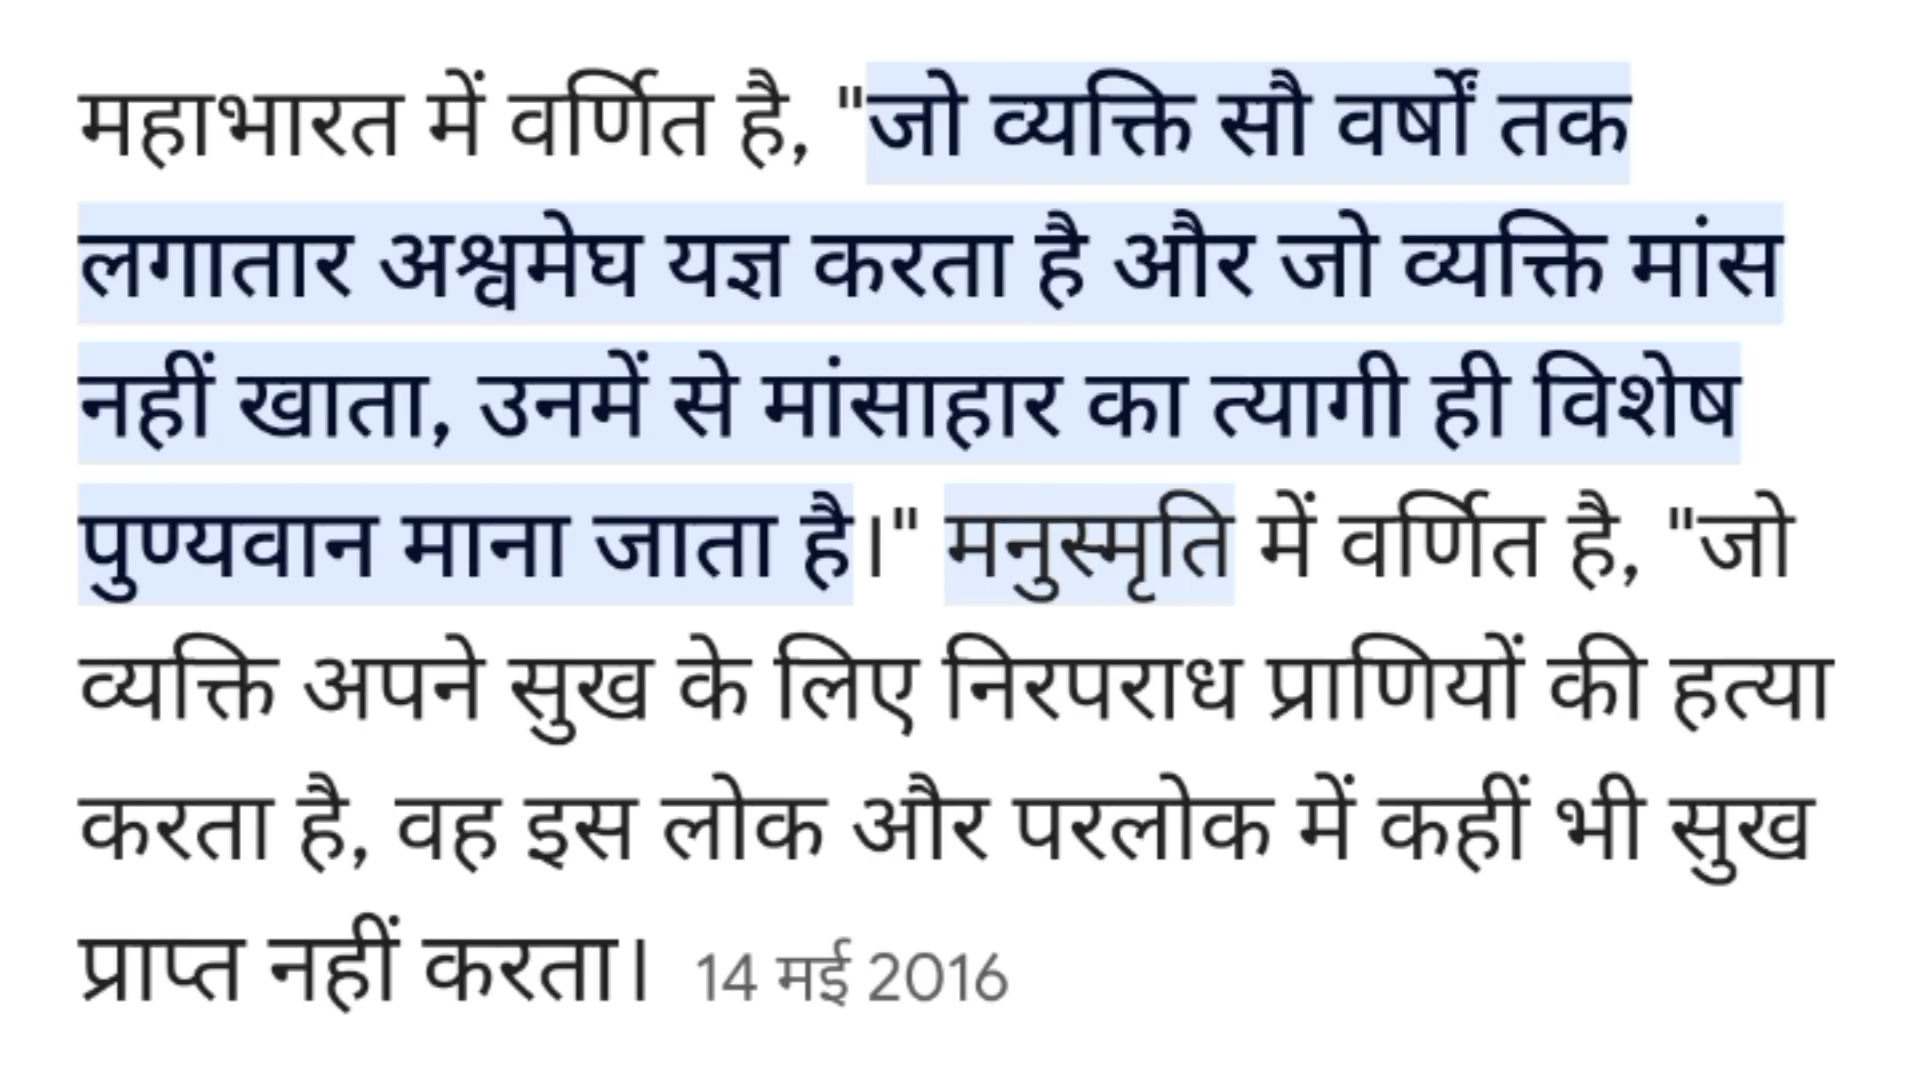 महाभारत में वर्णित है, "जो व्यक्ति सौ वर्षों तक
लगातार अश्वमेघ यज्ञ करता है और जो व्यक्ति मांस
नहीं खाता, उनमें से मांसाहार का त्यागी ही विशेष
पुण्यवान माना जाता है।" मनुस्मृति में वर्णित है, "जो
व्यक्ति अपने सुख के लिए निरपराध प्राणियों की हत्या
करता है, वह इस लोक और परलोक में कहीं भी सुख
प्राप्त नहीं करता। 14 मई 2016